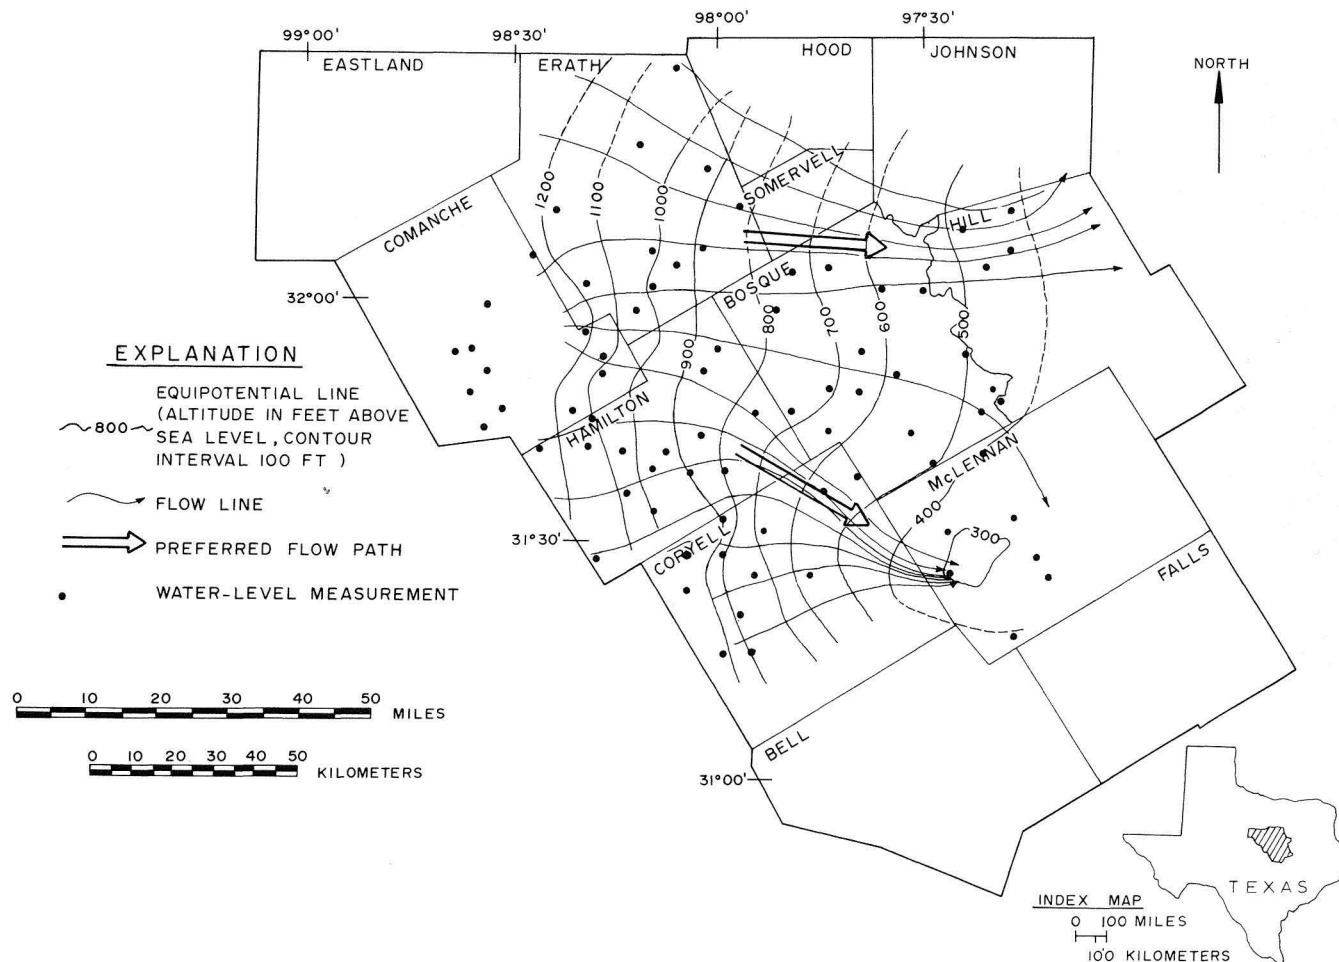 98°00'
97°30'
99°00'
98°30'
EASTLAND
ERATH
HOOD
JOHNSON
NORTH
SOMERVELL
1200
1100
1000
COMANCHE
HILL
BOSQUE
32°00'
800
700
600
500
900
EXPLANATION
EQUIPOTENTIAL LINE
(ALTITUDE IN FEET ABOVE
800
SEA LEVEL, CONTOUR
INTERVAL 100 FT )
FLOW LINE
PREFERRED FLOW PATH
WATER-LEVEL MEASUREMENT
HAMILTON
McLENNAN
400
300
31°30'
CORYELL
FALLS
0 10 20 30 40 50
MILES
0 10 20 30 40 50
KILOMETERS
BELL
31°00'
TEXAS
INDEX MAP
0 100 MILES
100 KILOMETERS